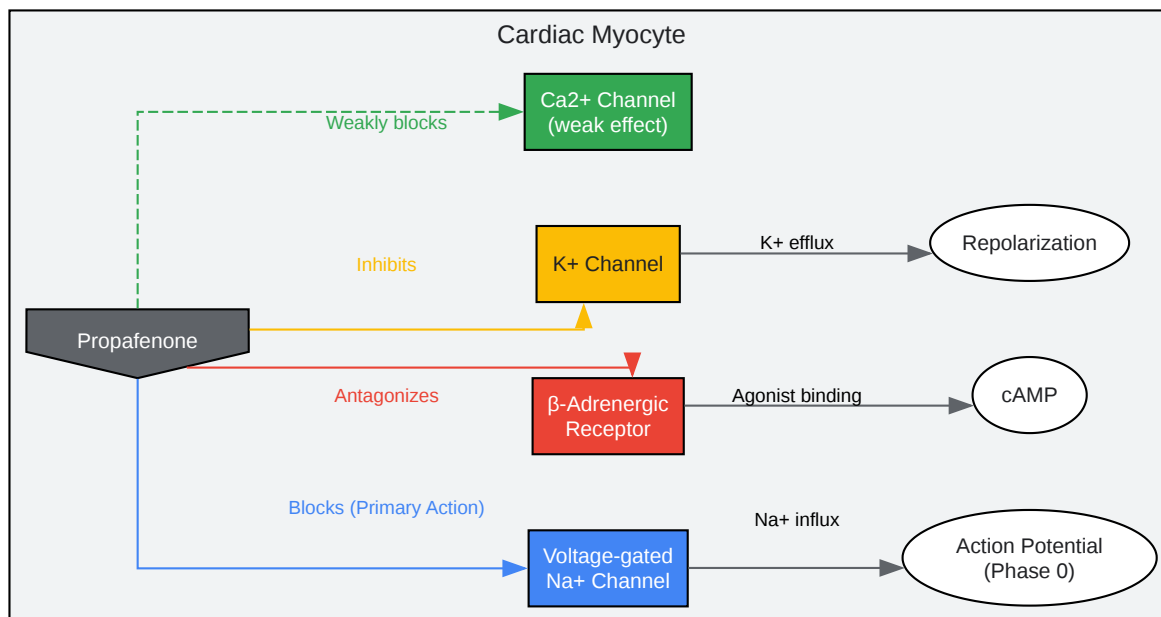 Cardiac Myocyte
Ca2+ Channel
(weak effect)
Weakly blocks
K+ efflux
Repolarization
Inhibits
K+ Channel
Propafenone
Antagonizes
β-Adrenergic
Receptor
Agonist binding
cAMP
Blocks (Primary Action)
Na+ influx
Voltage-gated
Na+ Channel
Action Potential
(Phase 0)